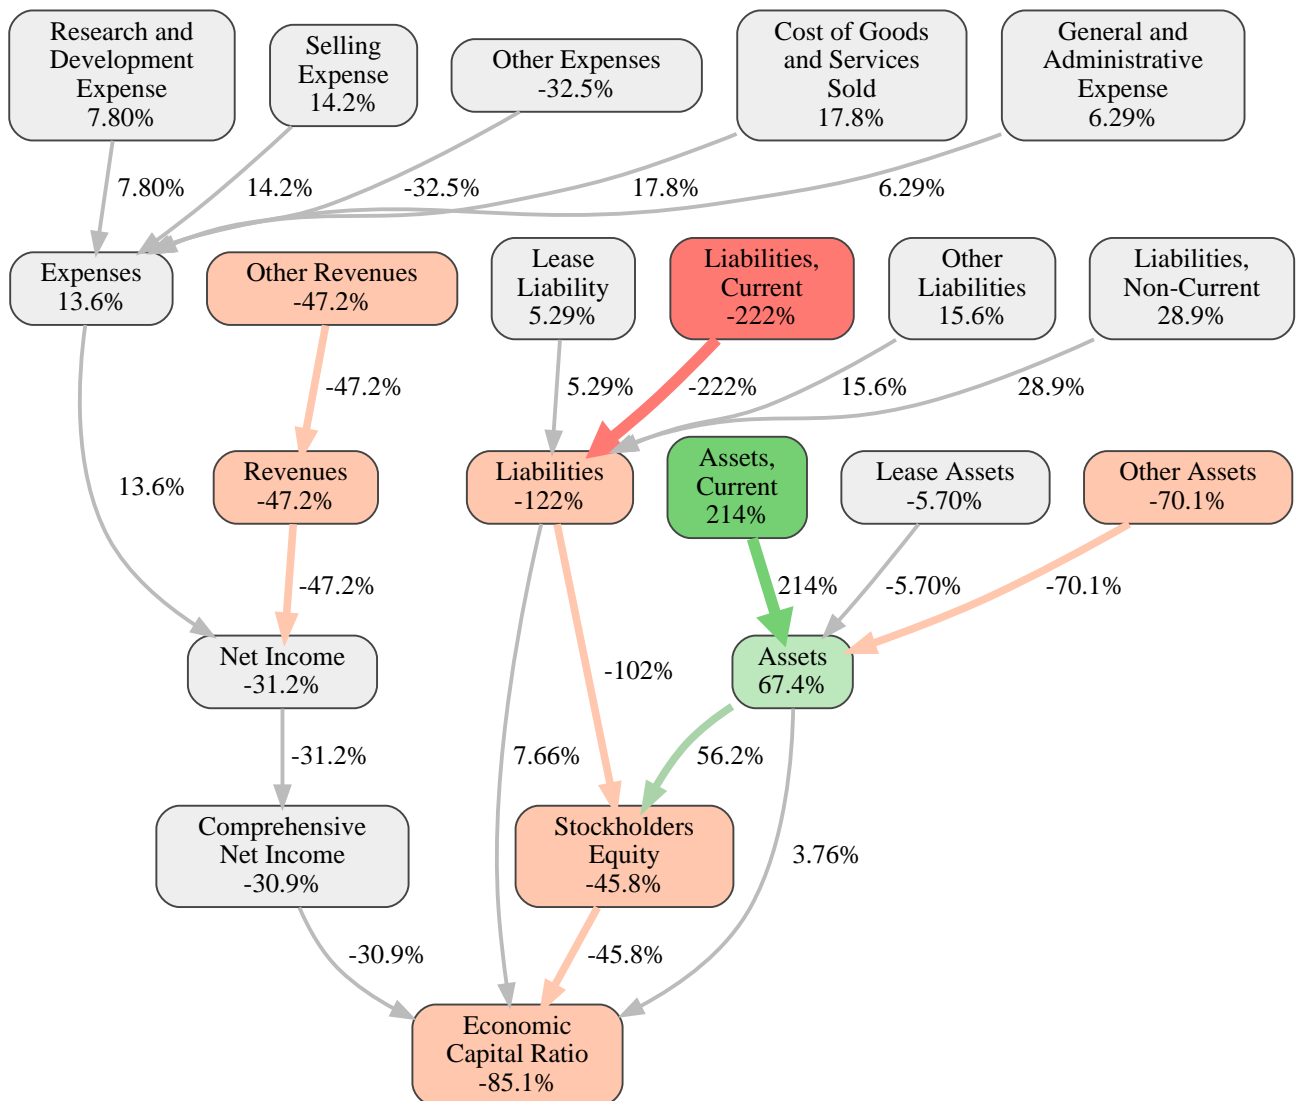 Research and
Development
Expense
7.80%
Selling
Expense
14.2%
Other Expenses
-32.5%
Cost of Goods
and Services
Sold
17.8%
General and
Administrative
Expense
6.29%
7.80%
14.2%
-32.5%
17.8%
6.29%
Expenses
13.6%
Other Revenues
-47.2%
Lease
Liability
5.29%
Liabilities,
Current
-222%
Other
Liabilities
15.6%
Liabilities,
Non-Current
28.9%
-47.2%
5.29%
-222%
15.6%
28.9%
13.6%
Revenues
-47.2%
Liabilities
-122%
Assets,
Current
214%
Lease Assets
-5.70%
Other Assets
-70.1%
-47.2%
214%
-5.70%
-70.1%
Net Income
-31.2%
-102%
Assets
67.4%
-31.2%
7.66%
56.2%
Comprehensive
Net Income
-30.9%
Stockholders
Equity
-45.8%
3.76%
-30.9%
-45.8%
Economic
Capital Ratio
-85.1%